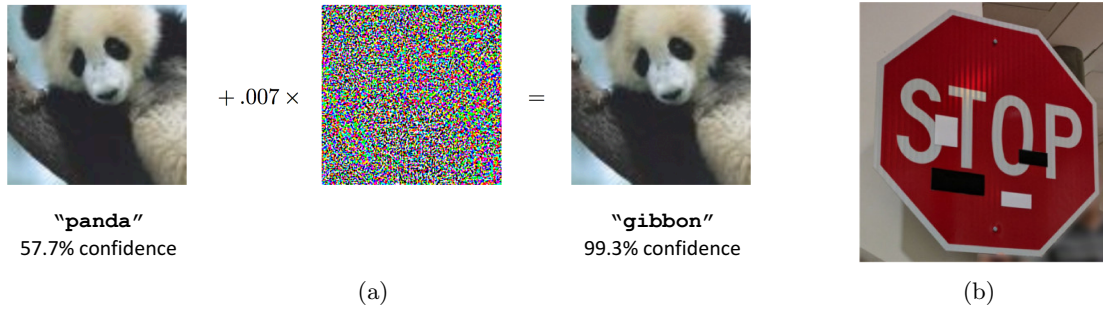 + .007 ×
=
“panda”
57.7% confidence
“gibbon”
99.3% confidence
STOP
(a)
(b)